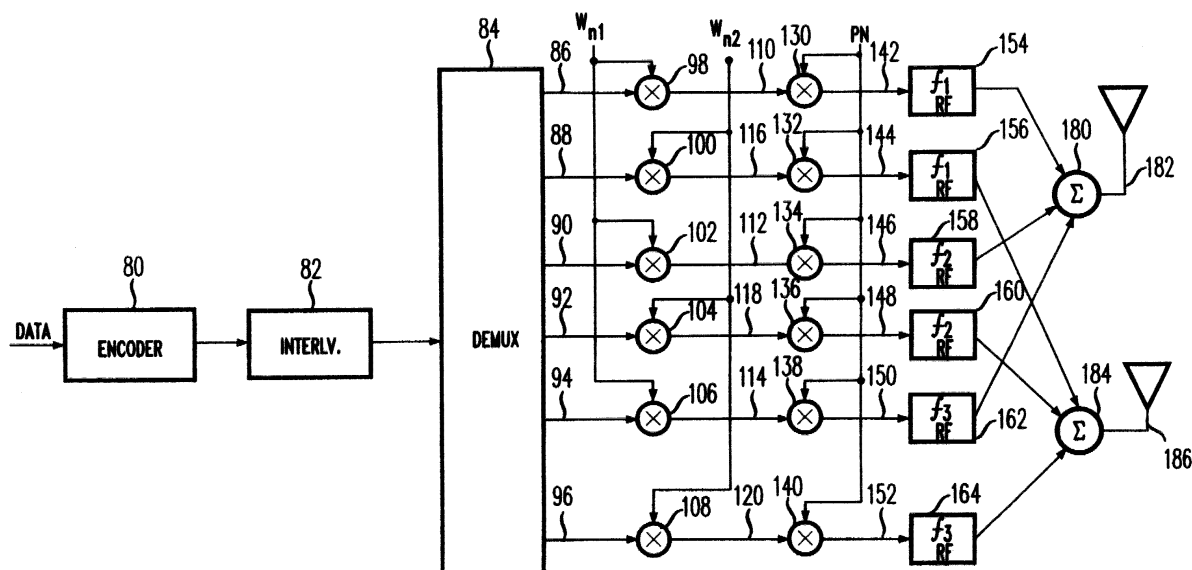 W_n1
W_n2
PN
84
86
98
110
130
142
154
f1 RF
88
100
116
132
144
156
f1 RF
180
Σ
182
90
102
112
134
146
158
f2 RF
80
82
92
104
118
136
148
160
f2 RF
DATA
ENCODER
INTERLV.
DEMUX
94
106
114
138
150
162
f3 RF
184
Σ
186
96
108
120
140
152
164
f3 RF